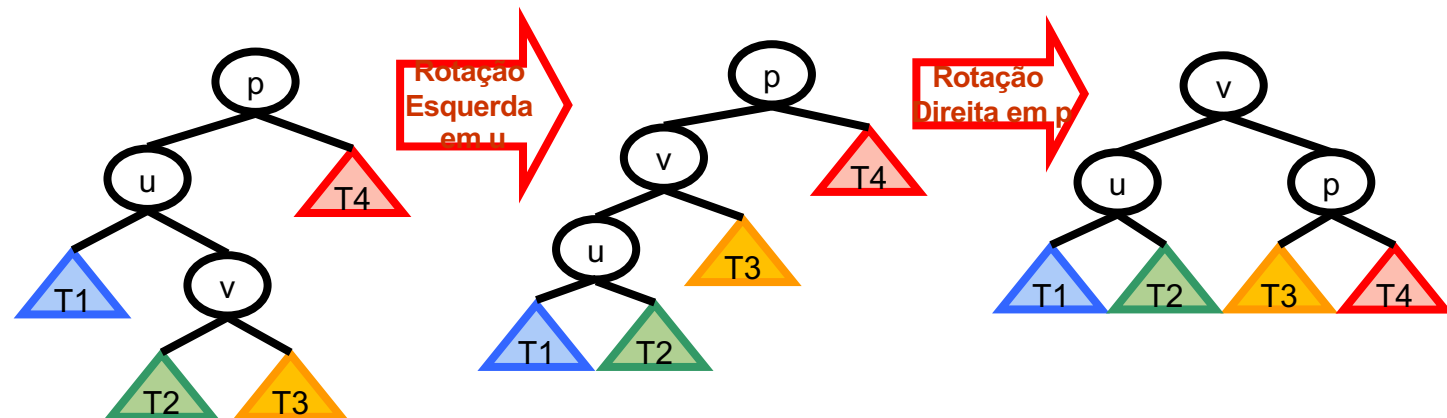 p
u
T4
T1
v
T2
T3
Rotação
Esquerda
em u
p
v
T4
u
T3
T1
T2
Rotação
Direita em p
v
u
p
T1
T2
T3
T4